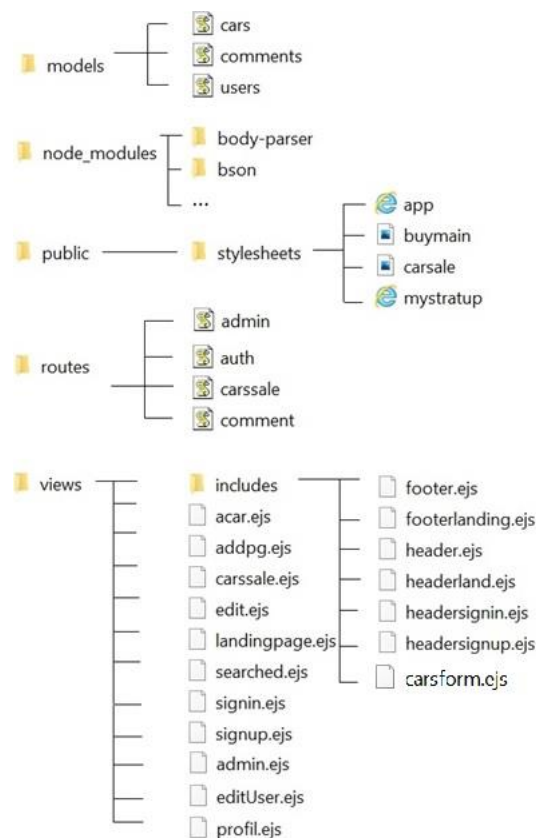 models
cars
comments
users
node_modules
body-parser
bson
...
public
stylesheets
app
buymain
carsale
mystratup
routes
admin
auth
carssale
comment
views
includes
acar.ejs
addpg.ejs
carssale.ejs
edit.ejs
landingpage.ejs
searched.ejs
signin.ejs
signup.ejs
admin.ejs
editUser.ejs
profil.ejs
footer.ejs
footerlanding.ejs
header.ejs
headerland.ejs
headersignin.ejs
headersignup.ejs
carsform.ejs